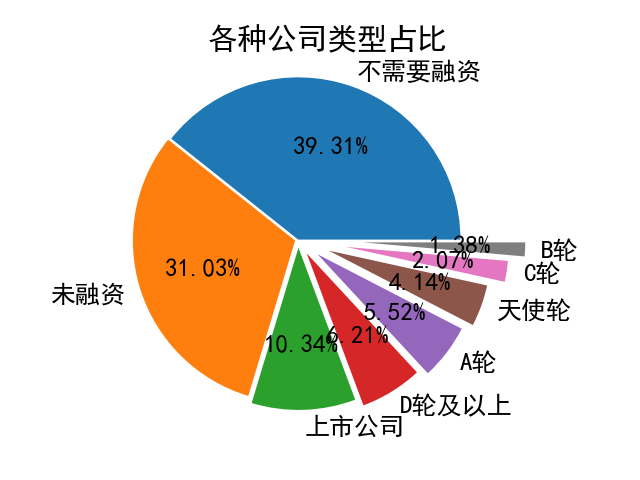 各种公司类型占比
不需要融资
39.31%
未融资
31.03%
上市公司
10.34%
D轮及以上
6.21%
A轮
5.52%
天使轮
4.14%
C轮
2.07%
B轮
1.38%